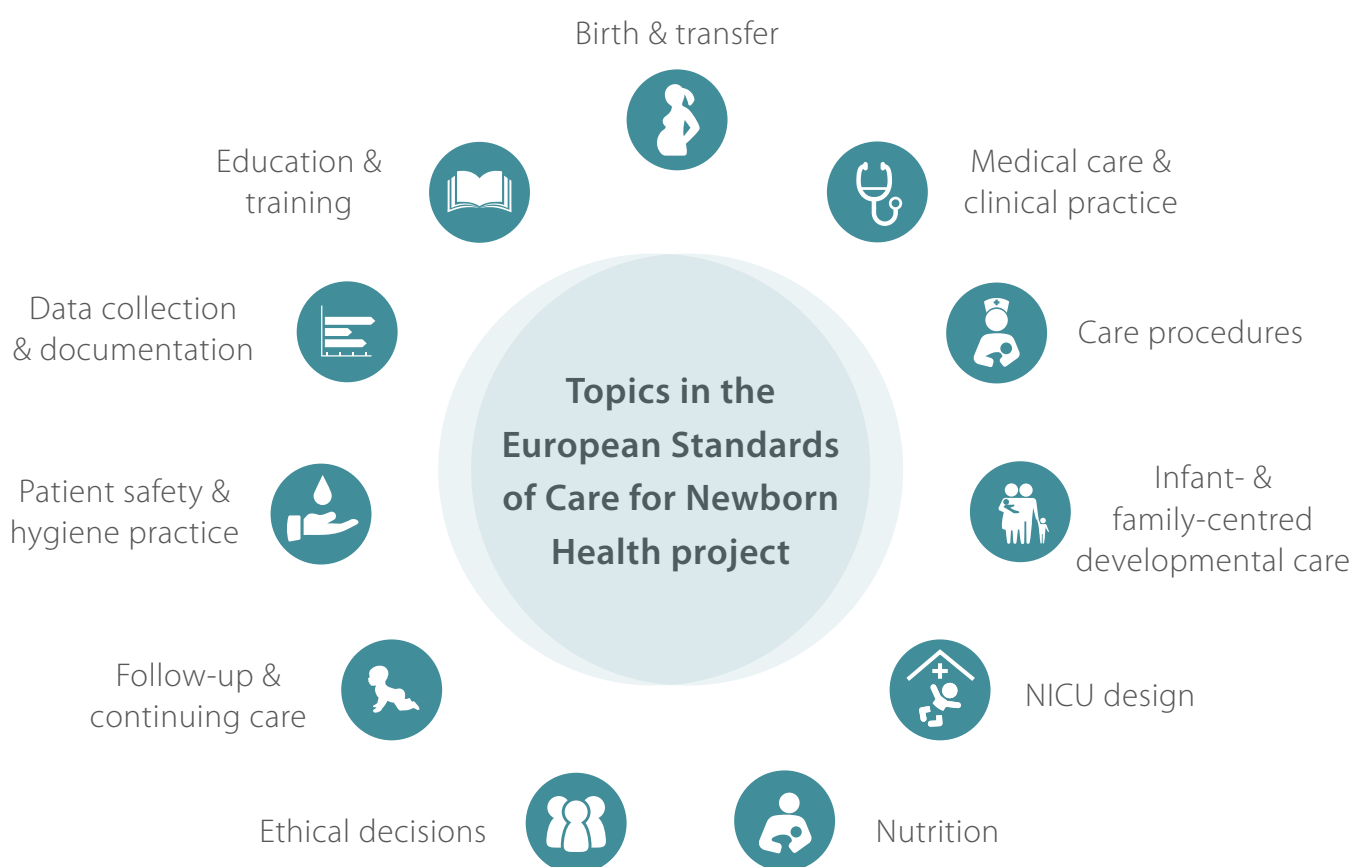 Birth & transfer
Medical care &
clinical practice
Care procedures
Infant- &
family-centred
developmental care
NICU design
Nutrition
Ethical decisions
Follow-up &
continuing care
Patient safety &
hygiene practice
Data collection
& documentation
Education &
training
Topics in the
European Standards
of Care for Newborn
Health project